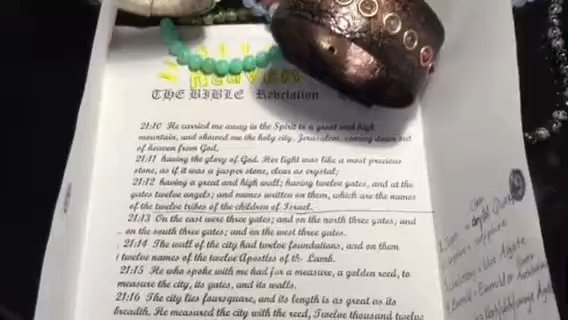 heaven
THE BIBLE Revelation
21:10 He carried me away in the Spirit to a great and high
mountain, and showed me the holy city, Jerusalem, coming down out
of heaven from God,
21:11 having the glory of God. Her light was like a most precious
stone, as if it was a jasper stone, clear as crystal;
21:12 having a great and high wall; having twelve gates, and at the
gates twelve angels; and names written on them, which are the names
of the twelve tribes of the children of Israel.
21:13 On the east were three gates; and on the north three gates; and
on the south three gates; and on the west three gates.
21:14 The wall of the city had twelve foundations, and on them
twelve names of the twelve Apostles of th Lamb.
21:15 He who spoke with me had for a measure, a golden reed, to
measure the city, its gates, and its walls.
21:16 The city lies foursquare, and its length is as great as its
breadth. He measured the city with the reed, Twelve thousand twelve
Agate
Emerald